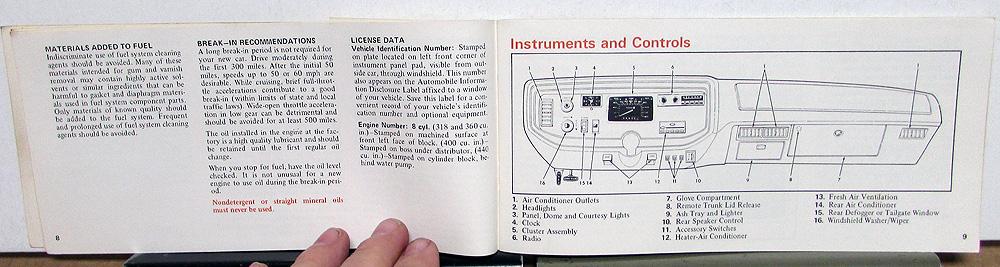 MATERIALS ADDED TO FUEL
Indiscriminate use of fuel system cleaning
agents should be avoided. Many of these
materials intended for gum and varnish
removal may contain highly active sol-
vents or similar ingredients that can be
harmful to gasket and diaphragm materi-
als used in fuel system component parts.
Only materials of known quality should
be added to the fuel system. Frequent
and prolonged use of fuel system cleaning
agents should be avoided.
8
BREAK-IN RECOMMENDATIONS
A long break-in period is not required for
your new car. Drive moderately during
the first 300 miles. After the initial 50
miles, speeds up to 50 or 60 mph are
desirable. While cruising, brief full-throt-
tle accelerations contribute to a good
break-in (within limits of state and local
traffic laws). Wide-open throttle accelera-
tion in low gear can be detrimental and
should be avoided for at least 500 miles.
The oil installed in the engine at the fac-
tory is a high quality lubricant and should
be retained until the first regular oil
change.
When you stop for fuel, have the oil level
checked. It is not unusual for a new
engine to use oil during the break-in peri-
od.
Nondetergent or straight mineral oils
must never be used.
LICENSE DATA
Vehicle Identification Number: Stamped
on plate located on left front corner of
instrument panel pad, visible from out-
side car, through windshield. This number
also appears on the Automobile Informa-
tion Disclosure Label affixed to a window
of your vehicle. Save this label for a con-
venient record of your vehicle's identifi-
cation number and optional equipment.
Engine Number: 8 cyl. (318 and 360 cu.
in.)—Stamped on machined surface at
front left face of block. (400 cu. in.)—
Stamped on boss under distributor, (440
cu. in.)—Stamped on cylinder block, be-
hind water pump.
Instruments and Controls
1 2 3 4 5 6 1 1
16 15 14 13 12 11 10 9 8 7
1. Air Conditioner Outlets
2. Headlights
3. Panel, Dome and Courtesy Lights
4. Clock
5. Cluster Assembly
6. Radio
7. Glove Compartment
8. Remote Trunk Lid Release
9. Ash Tray and Lighter
10. Rear Speaker Control
11. Accessory Switches
12. Heater-Air Conditioner
13. Fresh Air Ventilation
14. Rear Air Conditioner
15. Rear Defogger or Tailgate Window
16. Windshield Washer/Wiper
9